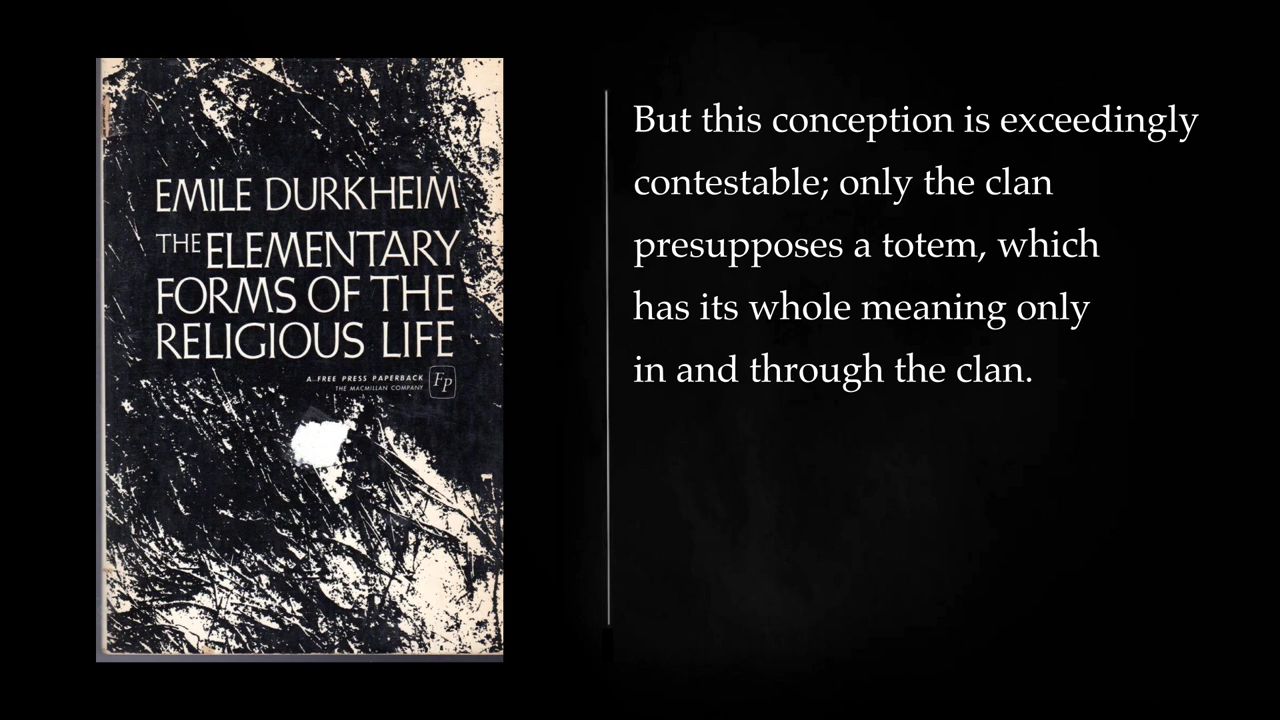 EMILE DURKHEIM
THE ELEMENTARY
FORMS OF THE
RELIGIOUS LIFE
A FREE PRESS PAPERBACK
THE MACMILLAN COMPANY
FP
But this conception is exceedingly
contestable; only the clan
presupposes a totem, which
has its whole meaning only
in and through the clan.